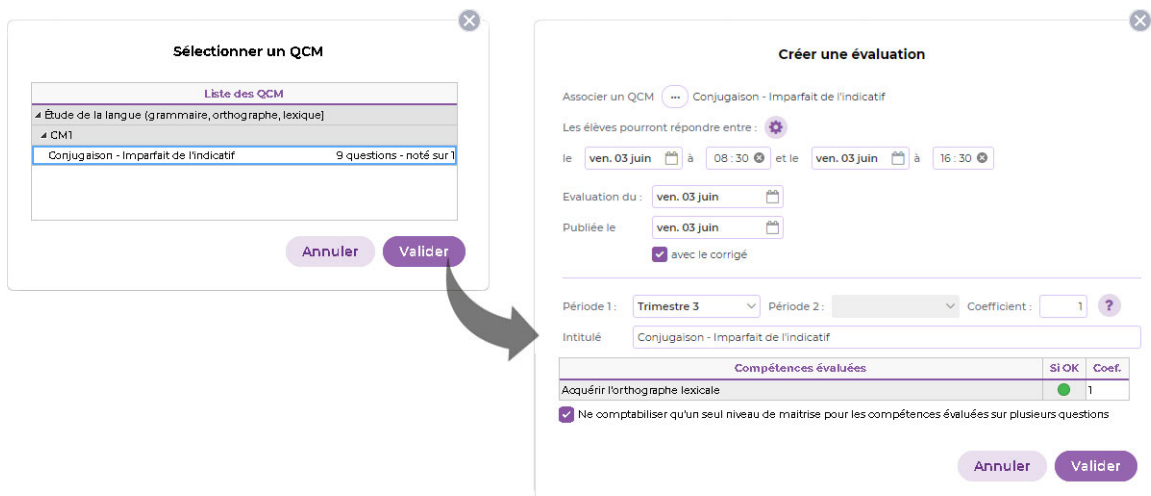 Sélectionner un QCM
Liste des QCM
Étude de la langue (grammaire, orthographe, lexique]
CM1
Conjugaison - Imparfait de l'indicatif 9 questions - noté sur 1
Annuler Valider
Créer une évaluation
Associer un QCM ... Conjugaison - Imparfait de l'indicatif
Les élèves pourront répondre entre :
le ven. 03 juin à 08 : 30 et le ven. 03 juin à 16 : 30
Evaluation du : ven. 03 juin
Publiée le ven. 03 juin
avec le corrigé
Période 1 : Trimestre 3 Période 2 : Coefficient : 1 ?
Intitulé Conjugaison - Imparfait de l'indicatif
Compétences évaluées Si OK Coef.
Acquérir l'orthographe lexicale 1
Ne comptabiliser qu'un seul niveau de maitrise pour les compétences évaluées sur plusieurs questions
Annuler Valider